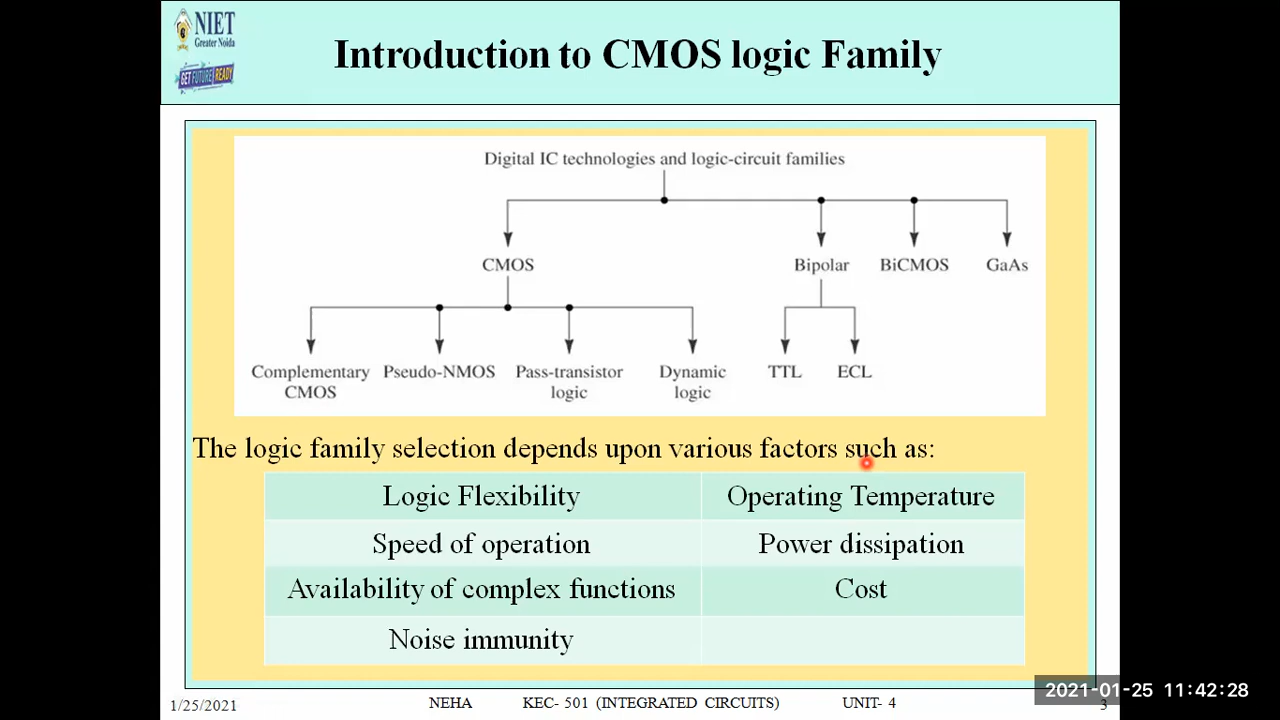 NIET
Greater Noida
GET FUTURE READY
Introduction to CMOS logic Family
Digital IC technologies and logic-circuit families
CMOS
Bipolar
BiCMOS
GaAs
Complementary
CMOS
Pseudo-NMOS
Pass-transistor
logic
Dynamic
logic
TTL
ECL
The logic family selection depends upon various factors such as:
Logic Flexibility
Operating Temperature
Speed of operation
Power dissipation
Availability of complex functions
Cost
Noise immunity
2021-01-25 11:42:28
1/25/2021
NEHA KEC- 501 (INTEGRATED CIRCUITS) UNIT- 4
3